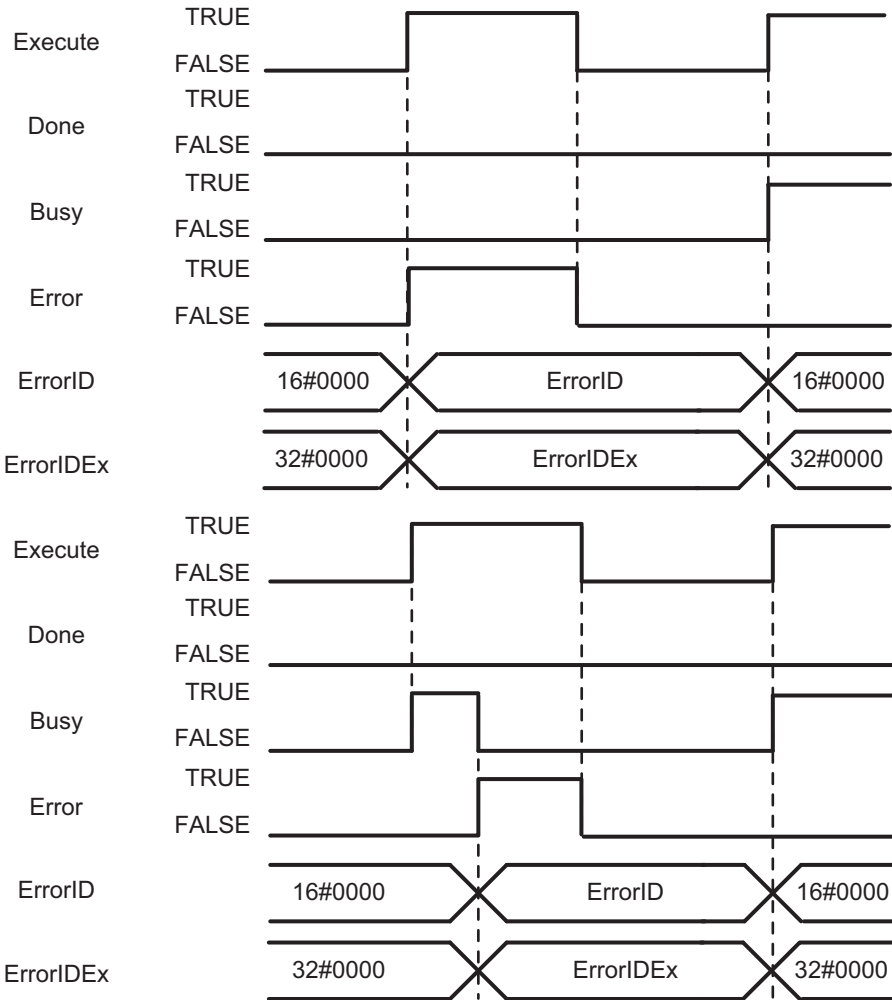 TRUE
Execute
FALSE
TRUE
Done
FALSE
TRUE
Busy
FALSE
TRUE
Error
FALSE
ErrorID 16#0000 ErrorID 16#0000
ErrorIDEx 32#0000 ErrorIDEx 32#0000
TRUE
Execute
FALSE
TRUE
Done
FALSE
TRUE
Busy
FALSE
TRUE
Error
FALSE
ErrorID 16#0000 ErrorID 16#0000
ErrorIDEx 32#0000 ErrorIDEx 32#0000